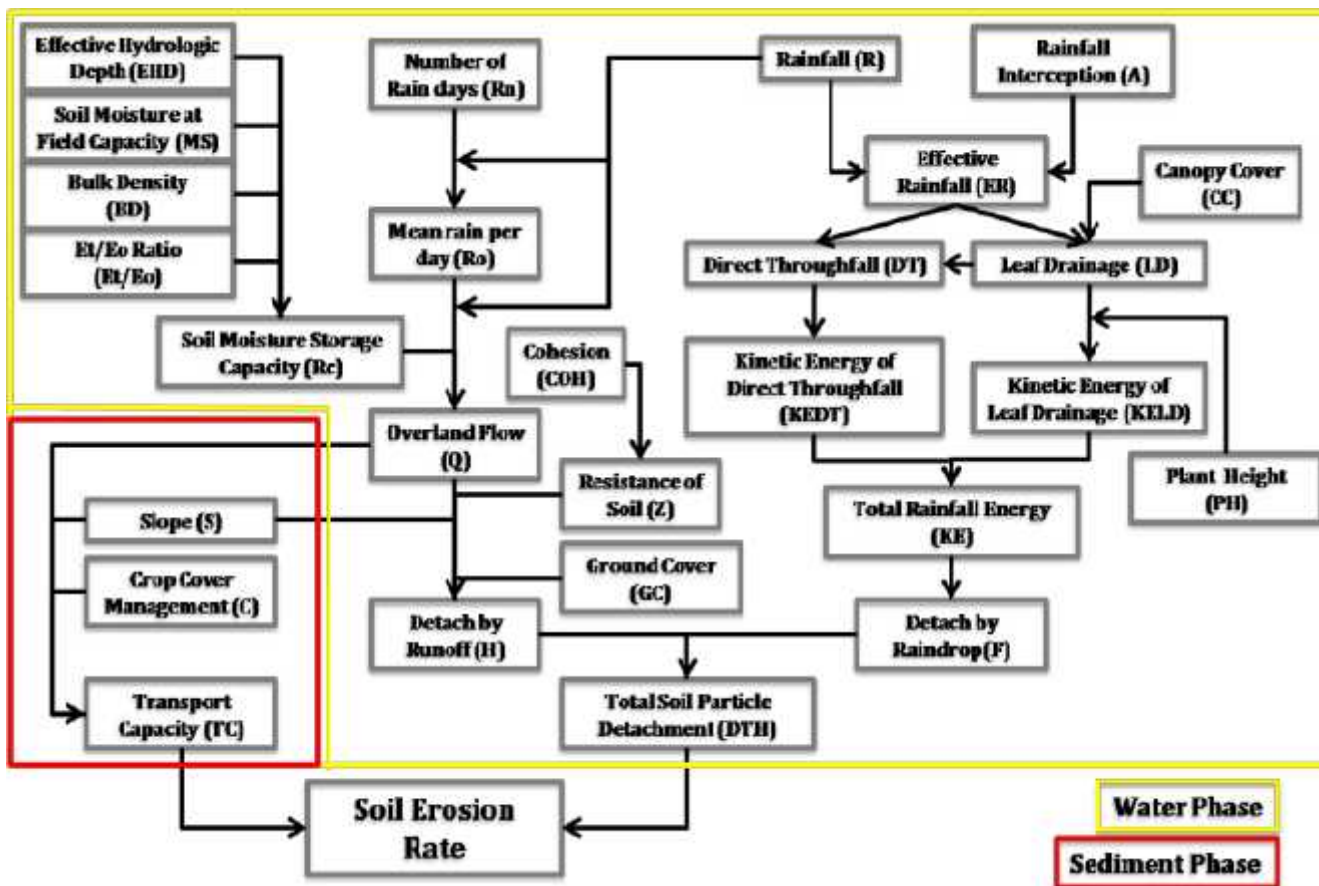 Effective Hydrologic
Depth (EHD)
Number of
Rain days (Rn)
Rainfall (R)
Rainfall
Interception (A)
Soil Moisture at
Field Capacity (MS)
Effective
Rainfall (ER)
Canopy Cover
(CC)
Bulk Density
(BD)
Mean rain per
day (Ro)
Et/Eo Ratio
(Et/Eo)
Direct Throughfall (DT)
Leaf Drainage (LD)
Soil Moisture Storage
Capacity (Rc)
Cohesion
(COH)
Kinetic Energy of
Direct Throughfall
(KEDT)
Kinetic Energy of
Leaf Drainage (KELD)
Overland Flow
(Q)
Resistance of
Soil (Z)
Plant Height
(PH)
Slope (S)
Total Rainfall Energy
(KE)
Crop Cover
Management (C)
Ground Cover
(GC)
Detach by
Runoff (H)
Detach by
Raindrop (F)
Transport
Capacity (TC)
Total Soil Particle
Detachment (DTH)
Soil Erosion
Rate
Water Phase
Sediment Phase